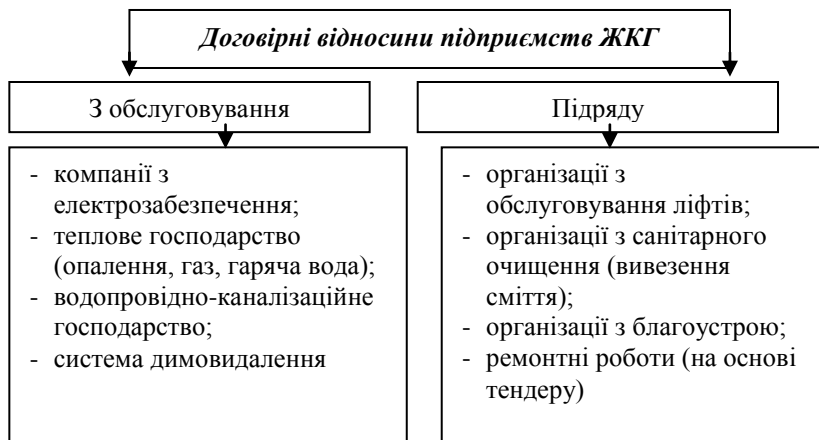 Договірні відносини підприємств ЖКГ
З обслуговування
Підряду
- компанії з
електрозабезпечення;
- теплове господарство
(опалення, газ, гаряча вода);
- водопровідно-каналізаційне
господарство;
- система димовидалення
- організації з
обслуговування ліфтів;
- організації з санітарного
очищення (вивезення
сміття);
- організації з благоустрою;
- ремонтні роботи (на основі
тендеру)